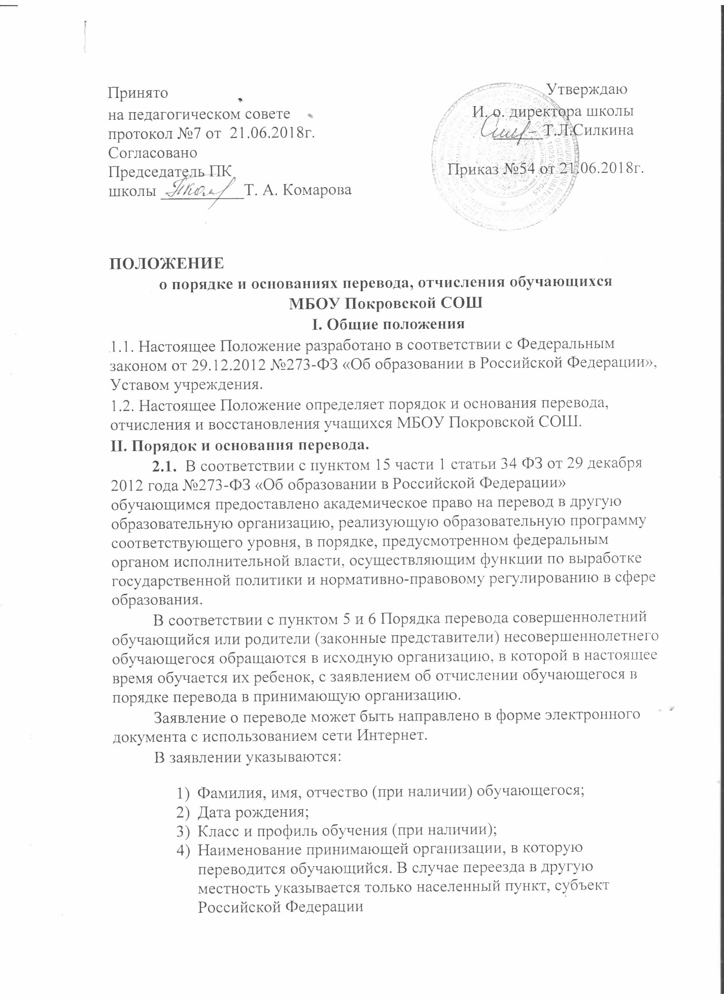 Принято
на педагогическом совете
протокол №7 от 21.06.2018г.
Согласовано
Председатель ПК
школы __________Т. А. Комарова
Утверждаю
И. о. директора школы
______Т.Л.Силкина
Приказ №54 от 21.06.2018г.
ПОЛОЖЕНИЕ
о порядке и основаниях перевода, отчисления обучающихся
МБОУ Покровской СОШ
I. Общие положения
1.1. Настоящее Положение разработано в соответствии с Федеральным
законом от 29.12.2012 №273-ФЗ «Об образовании в Российской Федерации»,
Уставом учреждения.
1.2. Настоящее Положение определяет порядок и основания перевода,
отчисления и восстановления учащихся МБОУ Покровской СОШ.
II. Порядок и основания перевода.
2.1. В соответствии с пунктом 15 части 1 статьи 34 ФЗ от 29 декабря
2012 года №273-ФЗ «Об образовании в Российской Федерации»
обучающимся предоставлено академическое право на перевод в другую
образовательную организацию, реализующую образовательную программу
соответствующего уровня, в порядке, предусмотренном федеральным
органом исполнительной власти, осуществляющим функции по выработке
государственной политики и нормативно-правовому регулированию в сфере
образования.
В соответствии с пунктом 5 и 6 Порядка перевода совершеннолетний
обучающийся или родители (законные представители) несовершеннолетнего
обучающегося обращаются в исходную организацию, в которой в настоящее
время обучается их ребенок, с заявлением об отчислении обучающегося в
порядке перевода в принимающую организацию.
Заявление о переводе может быть направлено в форме электронного
документа с использованием сети Интернет.
В заявлении указываются:
1) Фамилия, имя, отчество (при наличии) обучающегося;
2) Дата рождения;
3) Класс и профиль обучения (при наличии);
4) Наименование принимающей организации, в которую
переводится обучающийся. В случае переезда в другую
местность указывается только населенный пункт, субъект
Российской Федерации